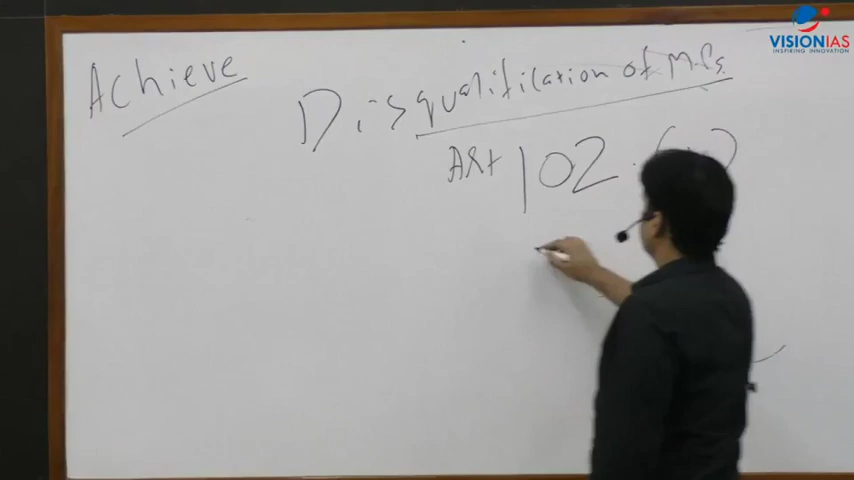 VISIONIAS
INSPIRING INNOVATION
Achieve
Disqualification of M.Ps.
ARt 102.